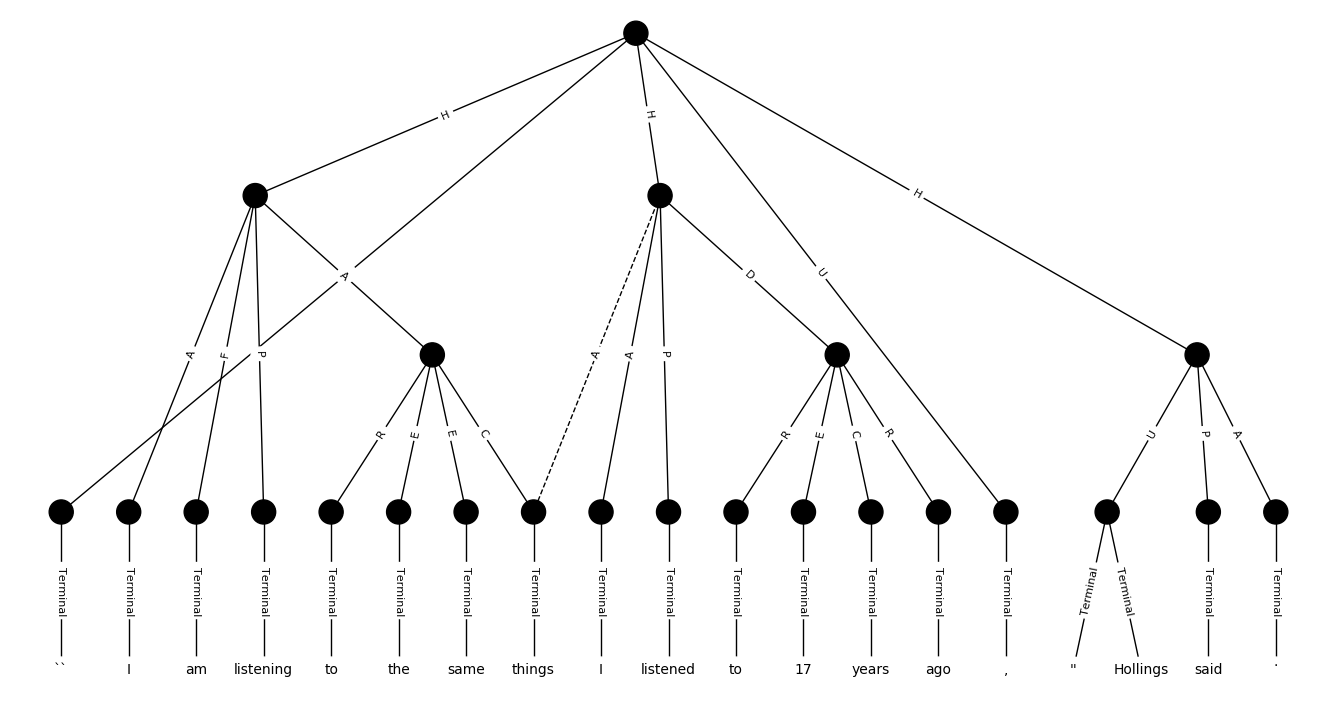 H
H
H
A
U
D
A
F
P
A
A
P
R
E
E
C
R
E
C
R
U
P
A
Terminal Terminal Terminal Terminal Terminal Terminal Terminal Terminal Terminal Terminal Terminal Terminal Terminal Terminal Terminal Terminal Terminal Terminal Terminal
`` I am listening to the same things I listened to 17 years ago , " Hollings said .